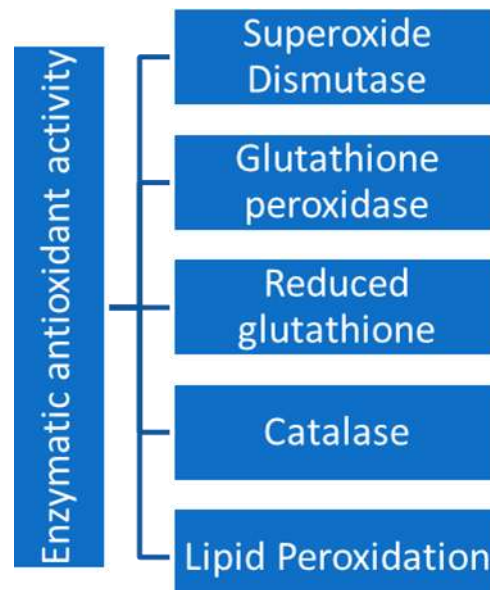 Enzymatic antioxidant activity
Superoxide
Dismutase
Glutathione
peroxidase
Reduced
glutathione
Catalase
Lipid Peroxidation